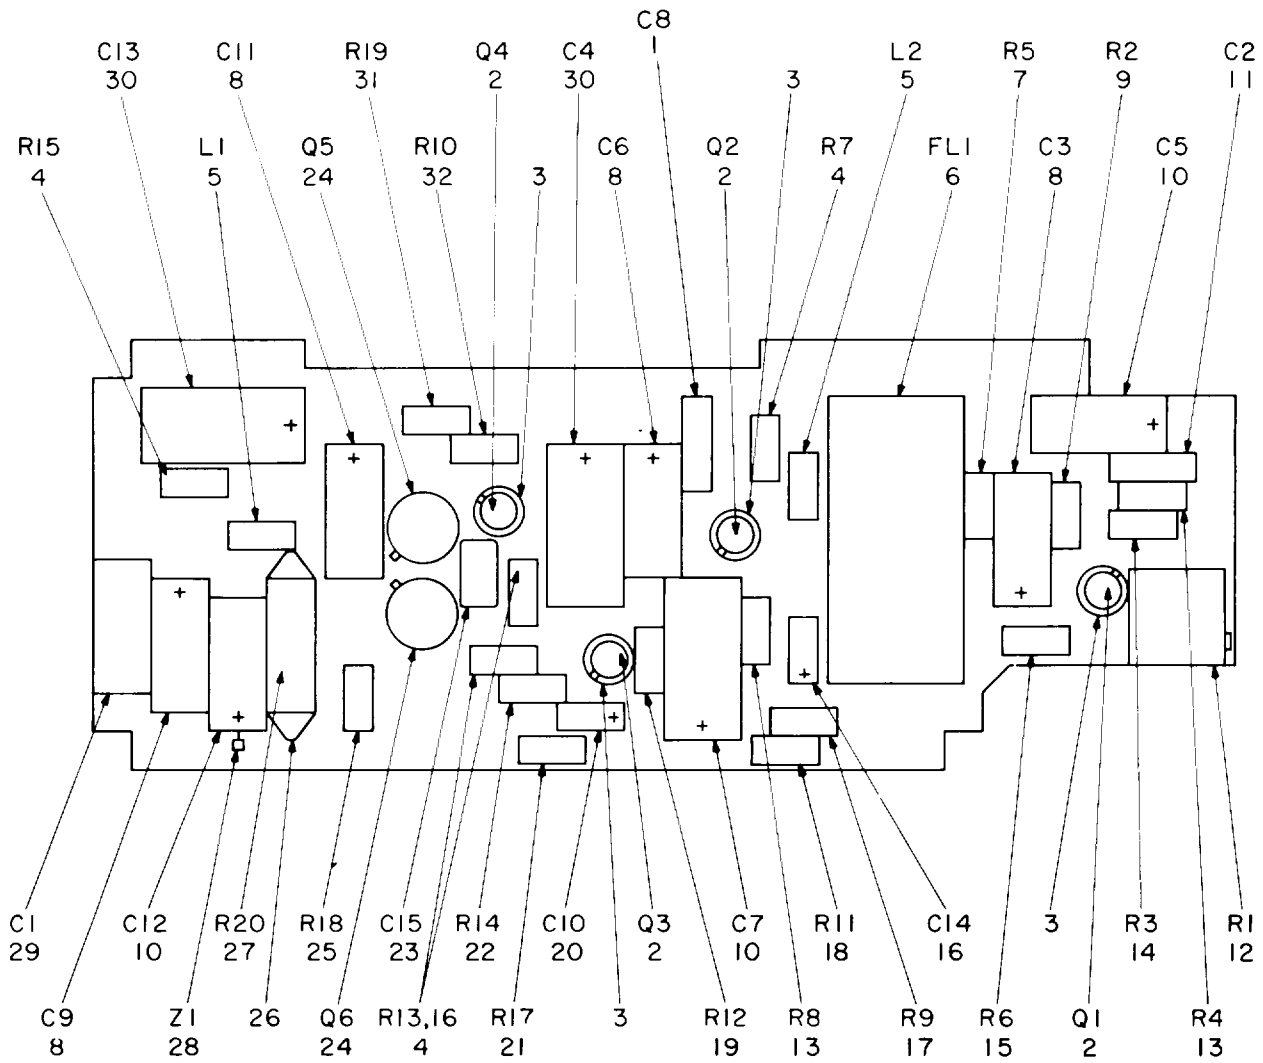 C8
1
C13 C11 R19 Q4 C4 L2 R5 R2 C2
30 8 31 2 30 3 5 7 9 11
R15 L1 Q5 R10 C6 Q2 R7 FL1 C3 C5
4 5 24 32 3 8 2 4 6 8 10
+ + + + +
+ + + + + + +
C1 C12 R20 R18 C15 R14 C10 Q3 C7 R11 C14 3 R3 R1
29 10 27 25 23 22 20 2 10 18 16 14 12
C9 Z1 26 Q6 R13,16 R17 3 R12 R8 R9 R6 Q1 R4
8 28 24 4 21 19 13 17 15 2 13